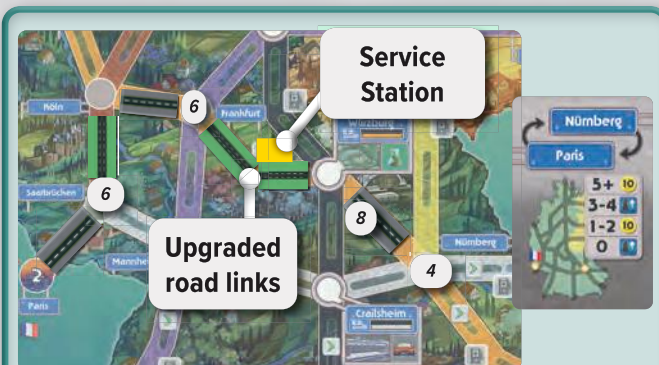 Service
Station
Köln
6
Frankfurt
Würzburg
Nürnberg
Paris
5+ 10
3-4
1-2 10
0
Saarbrücken
6
8
Upgraded
road links
Nürnberg
4
2
Paris
Crailsheim